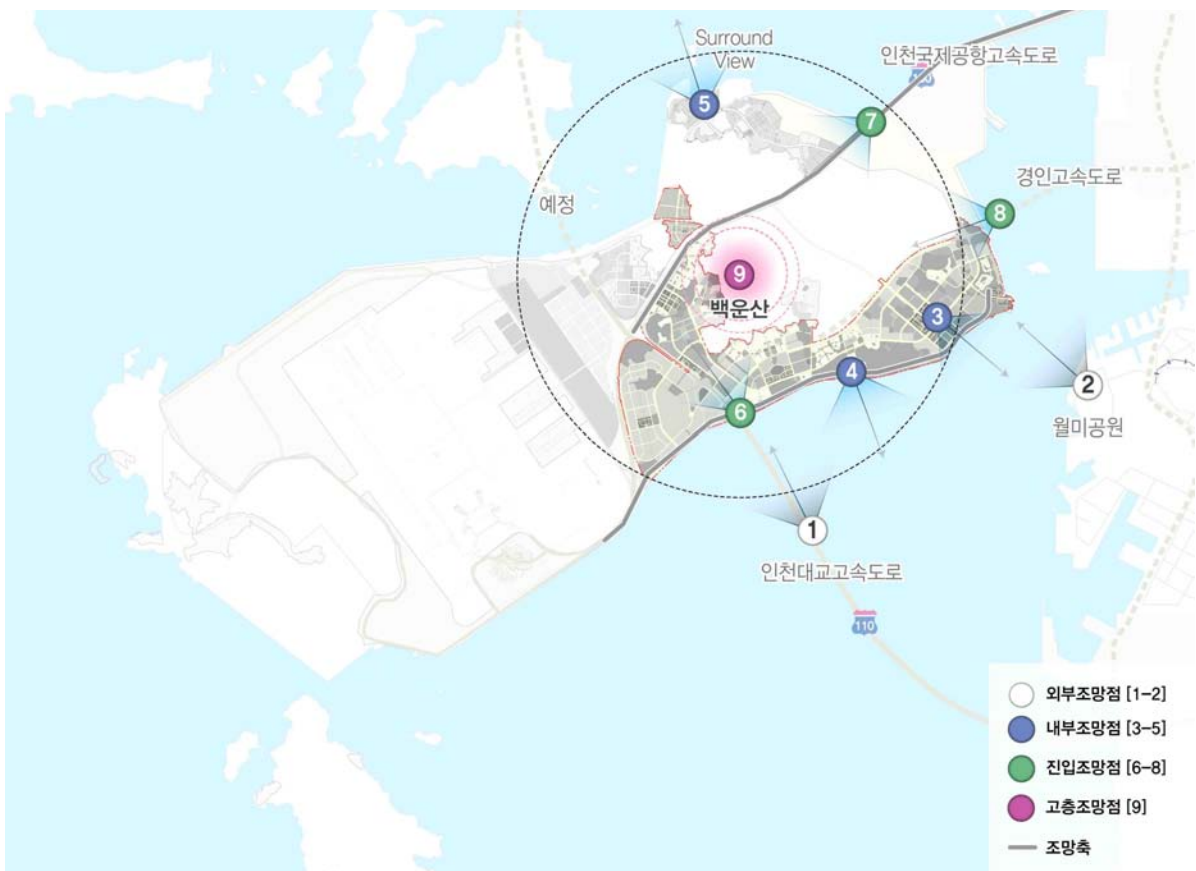 Surround
View
인천국제공항고속도로
5
7
경인고속도로
8
예정
9
백운산
3
4
2
6
월미공원
1
인천대교고속도로
110
외부조망점 [1-2]
내부조망점 [3-5]
진입조망점 [6-8]
고층조망점 [9]
조망축